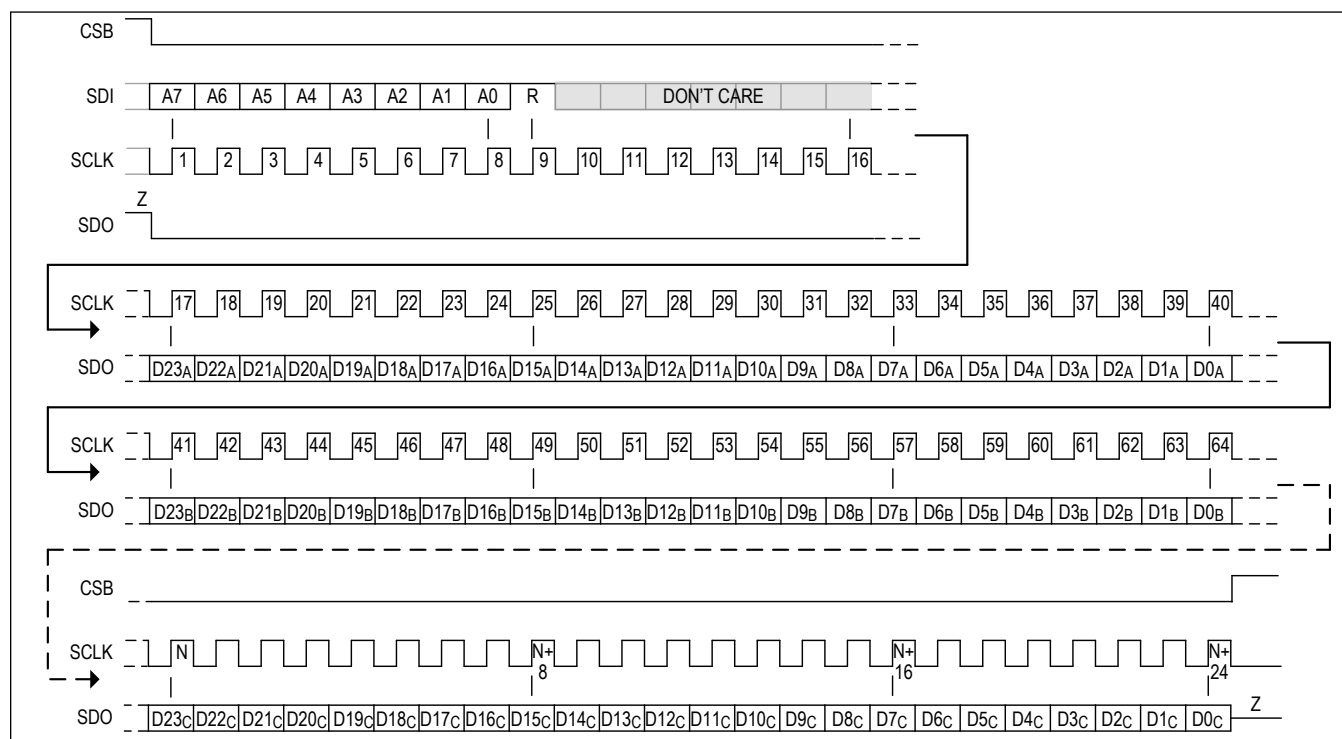 CSB
SDI A7 A6 A5 A4 A3 A2 A1 A0 R DON'T CARE
SCLK 1 2 3 4 5 6 7 8 9 10 11 12 13 14 15 16
Z
SDO
SCLK 17 18 19 20 21 22 23 24 25 26 27 28 29 30 31 32 33 34 35 36 37 38 39 40
SDO D23A D22A D21A D20A D19A D18A D17A D16A D15A D14A D13A D12A D11A D10A D9A D8A D7A D6A D5A D4A D3A D2A D1A D0A
SCLK 41 42 43 44 45 46 47 48 49 50 51 52 53 54 55 56 57 58 59 60 61 62 63 64
SDO D23B D22B D21B D20B D19B D18B D17B D16B D15B D14B D13B D12B D11B D10B D9B D8B D7B D6B D5B D4B D3B D2B D1B D0B
CSB
SCLK N N+ N+ N+
8 16 24
SDO D23C D22C D21C D20C D19C D18C D17C D16C D15C D14C D13C D12C D11C D10C D9C D8C D7C D6C D5C D4C D3C D2C D1C D0C Z